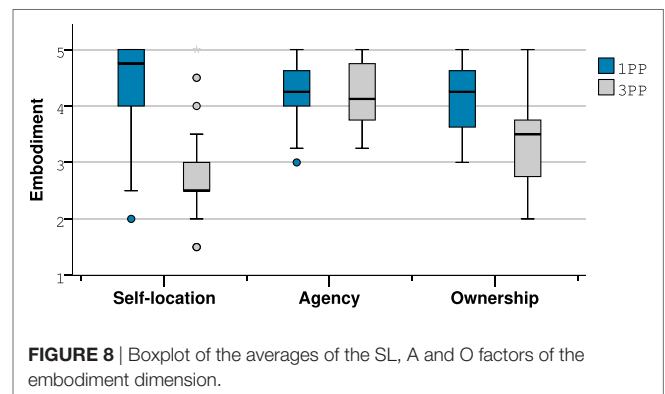 5
4
3
2
1
Embodiment
Self-location Agency Ownership
1PP
3PP
FIGURE 8 | Boxplot of the averages of the SL, A and O factors of the
embodiment dimension.